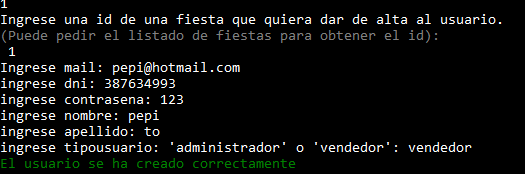 1
Ingrese una id de una fiesta que quiera dar de alta al usuario.
(Puede pedir el listado de fiestas para obtener el id):
1
Ingrese mail: pepi@hotmail.com
ingrese dni: 387634993
ingrese contrasena: 123
ingrese nombre: pepi
ingrese apellido: to
ingrese tipousuario: 'administrador' o 'vendedor': vendedor
El usuario se ha creado correctamente